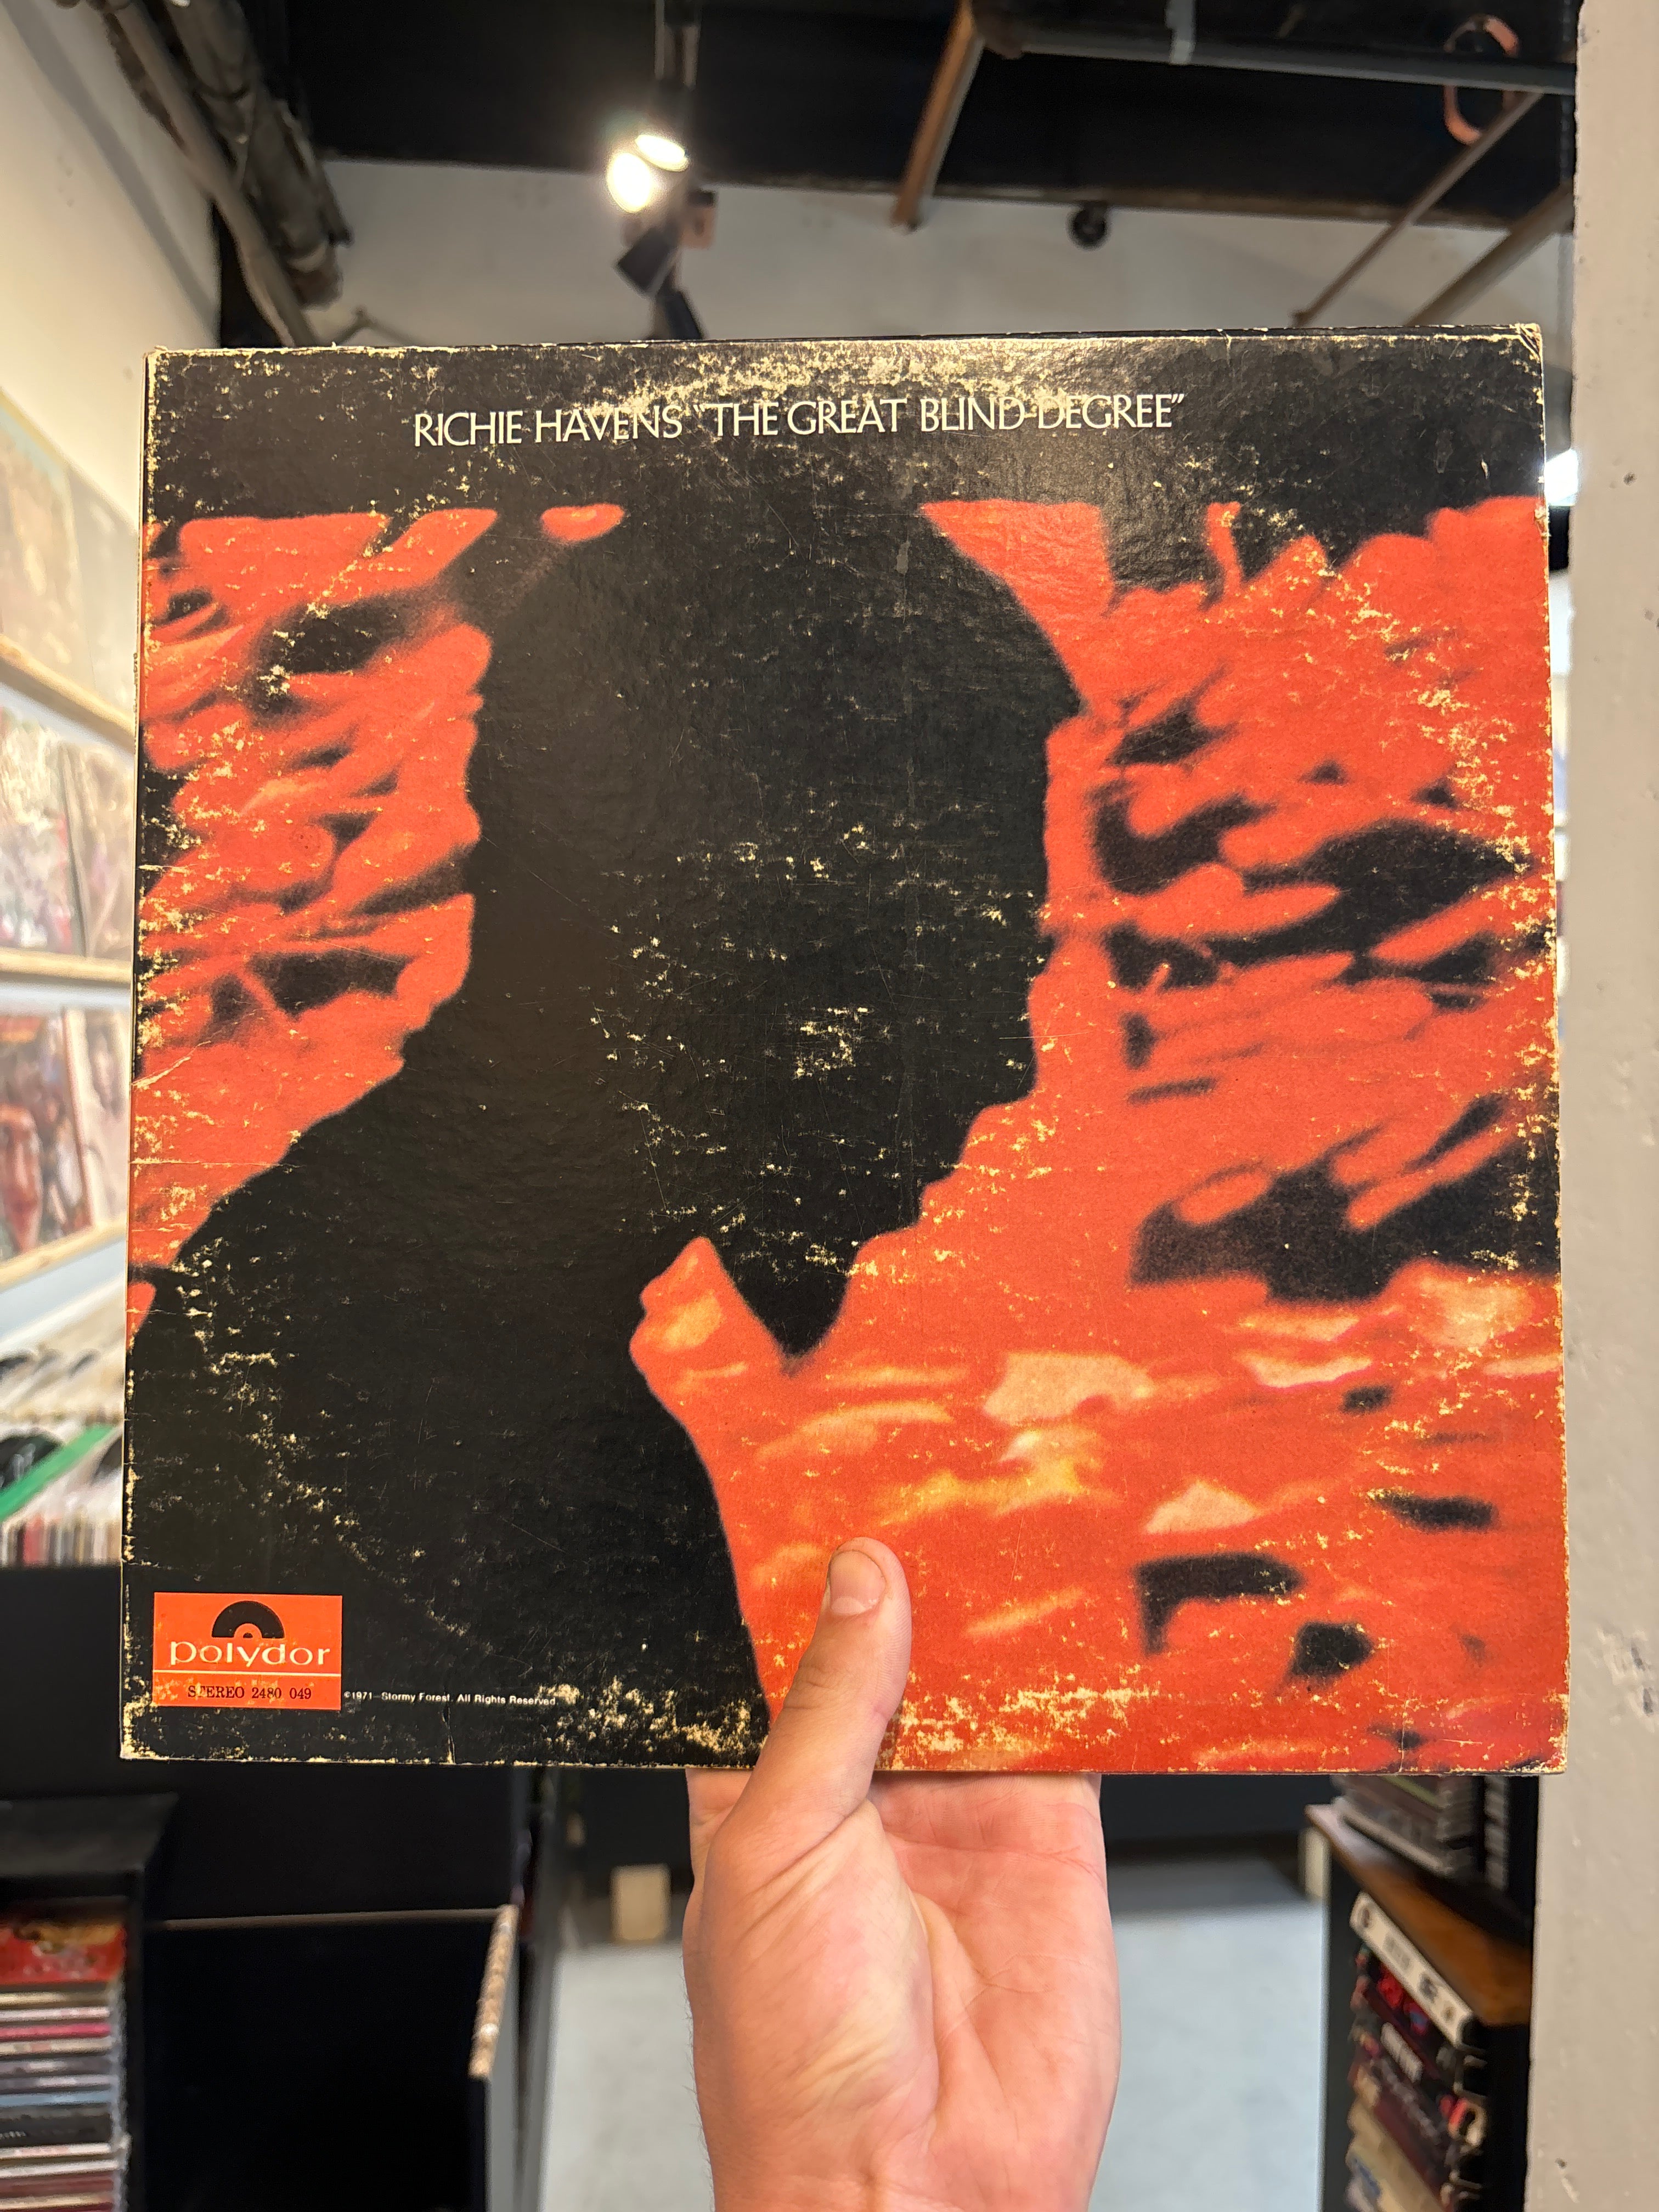 RICHIE HAVENS "THE GREAT BLIND DEGREE"
polydor
STEREO 2480 049
©1971 Stormy Forest. All Rights Reserved.